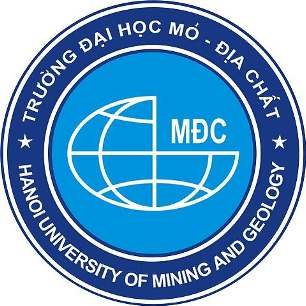 TRƯỜNG ĐẠI HỌC MỎ - ĐỊA CHẤT
MĐC
HANOI UNIVERSITY OF MINING AND GEOLOGY